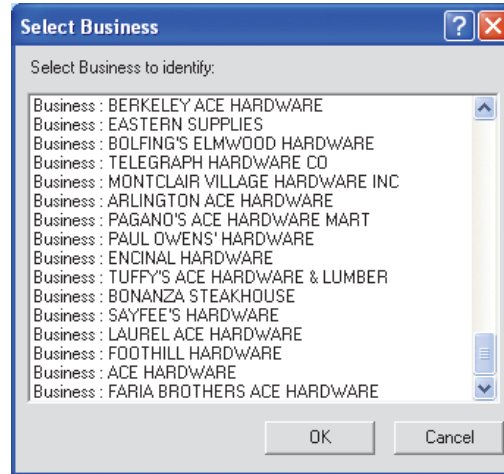 Select Business
?
Select Business to identify:
Business : BERKELEY ACE HARDWARE
Business : EASTERN SUPPLIES
Business : BOLFING'S ELMWOOD HARDWARE
Business : TELEGRAPH HARDWARE CO
Business : MONTCLAIR VILLAGE HARDWARE INC
Business : ARLINGTON ACE HARDWARE
Business : PAGANO'S ACE HARDWARE MART
Business : PAUL OWENS' HARDWARE
Business : ENCINAL HARDWARE
Business : TUFFY'S ACE HARDWARE & LUMBER
Business : BONANZA STEAKHOUSE
Business : SAYFEE'S HARDWARE
Business : LAUREL ACE HARDWARE
Business : FOOTHILL HARDWARE
Business : ACE HARDWARE
Business : FARIA BROTHERS ACE HARDWARE
OK
Cancel